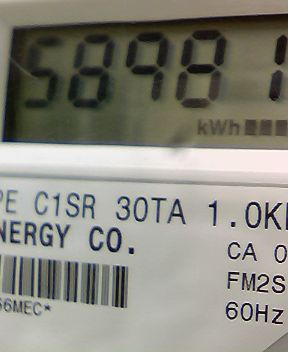 58981
kWh
PE C1SR 30TA 1.0K
NERGY CO.
CA 0
FM2S
66MEC*
60Hz